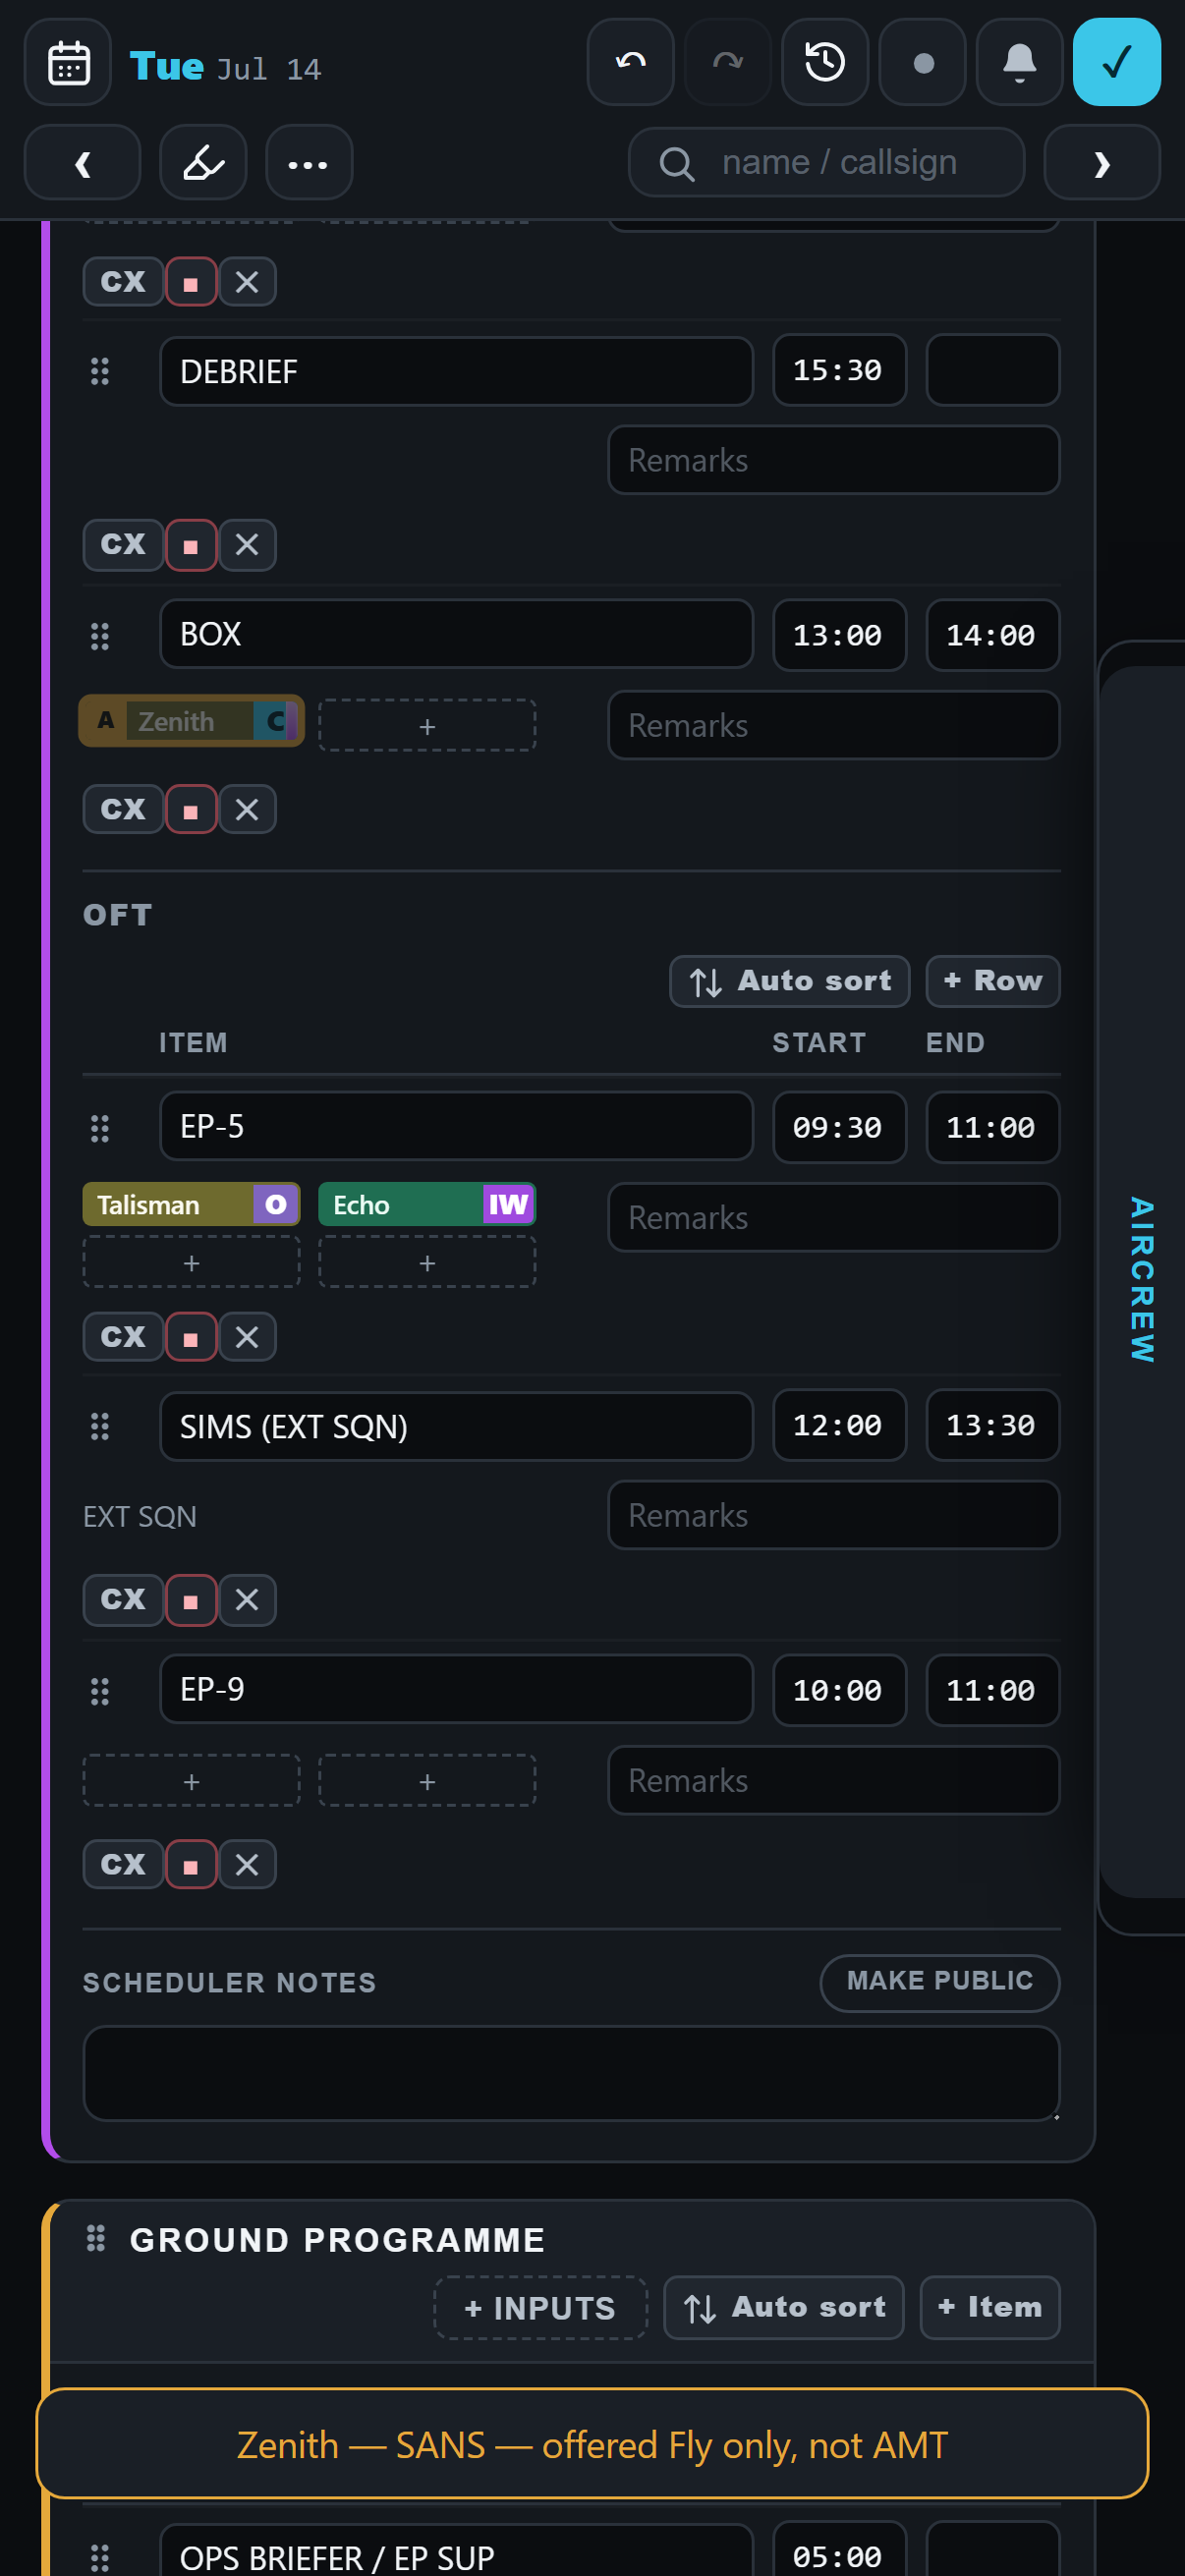 Tue Jul 14
name / callsign
CX
DEBRIEF 15:30
Remarks
CX
BOX 13:00 14:00
A Zenith C + Remarks
CX
OFT
Auto sort + Row
ITEM START END
EP-5 09:30 11:00
Talisman O Echo IW Remarks
+ +
CX
SIMS (EXT SQN) 12:00 13:30
EXT SQN Remarks
CX
EP-9 10:00 11:00
+ + Remarks
CX
AIRCREW
SCHEDULER NOTES MAKE PUBLIC
GROUND PROGRAMME
+ INPUTS Auto sort + Item
Zenith — SANS — offered Fly only, not AMT
OPS BRIEFER / EP SUP 05:00